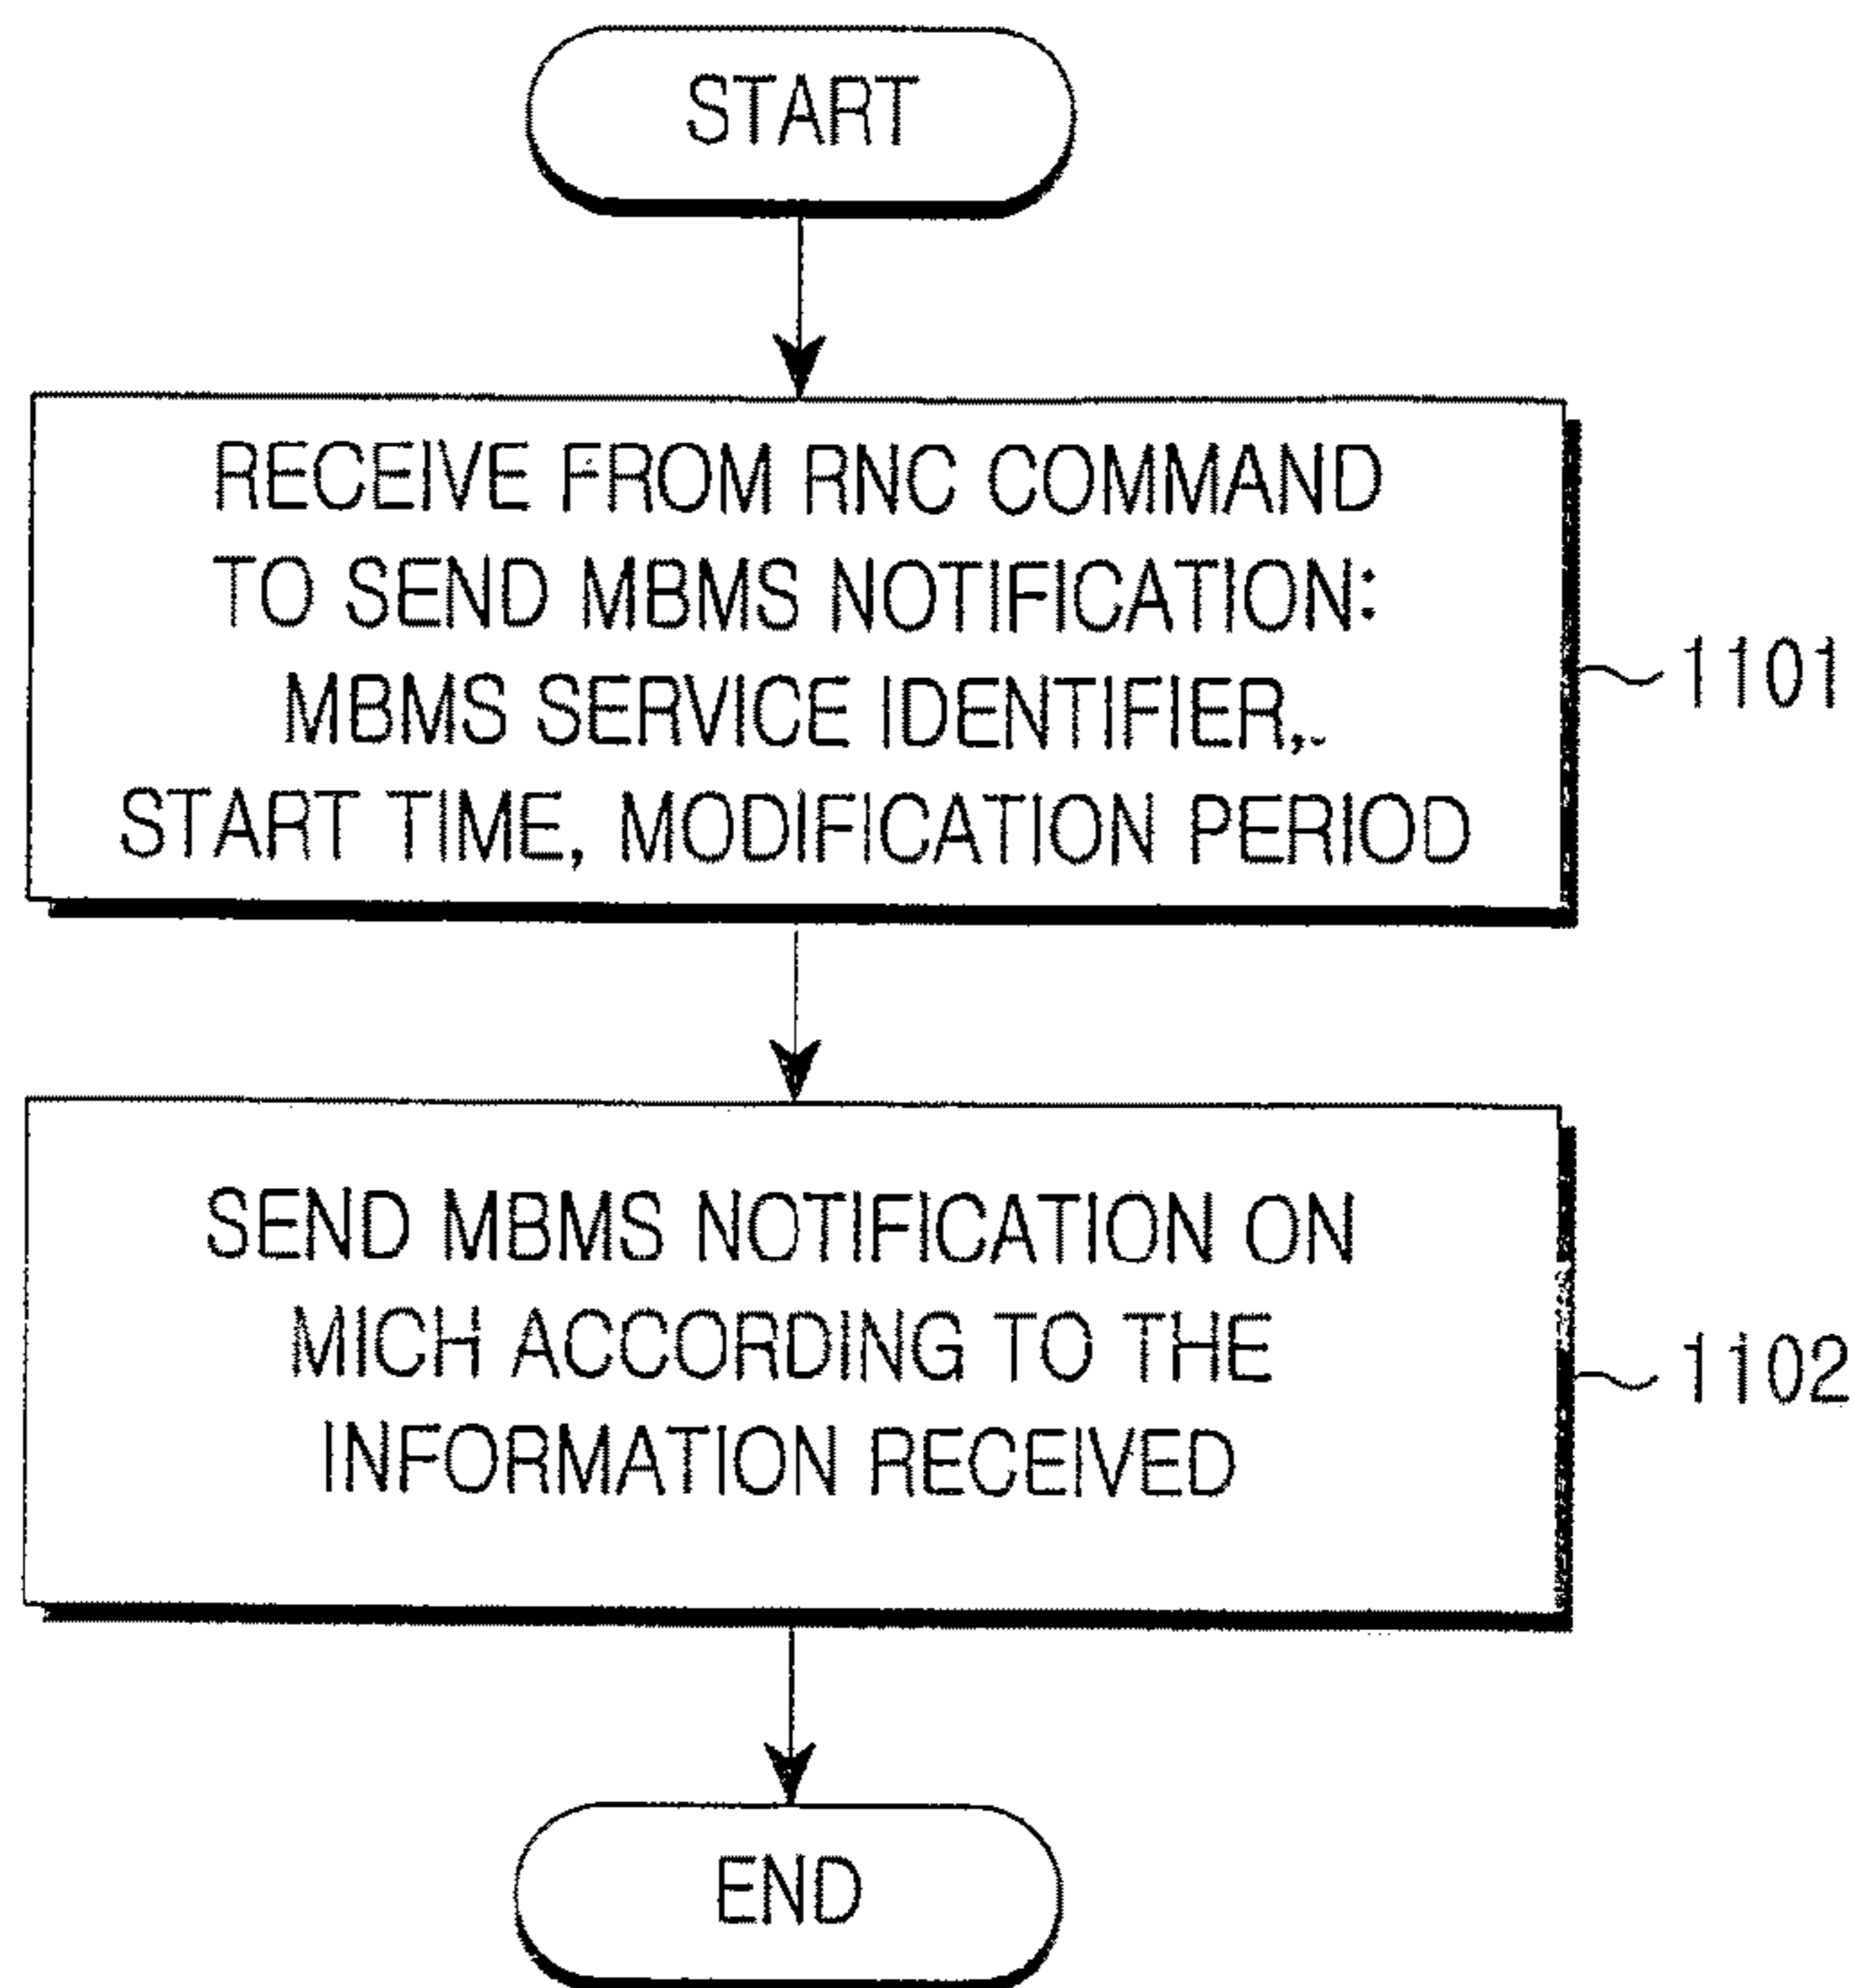 START
RECEIVE FROM RNC COMMAND
TO SEND MBMS NOTIFICATION:
MBMS SERVICE IDENTIFIER,
START TIME, MODIFICATION PERIOD
1101
SEND MBMS NOTIFICATION ON
MICH ACCORDING TO THE
INFORMATION RECEIVED
1102
END